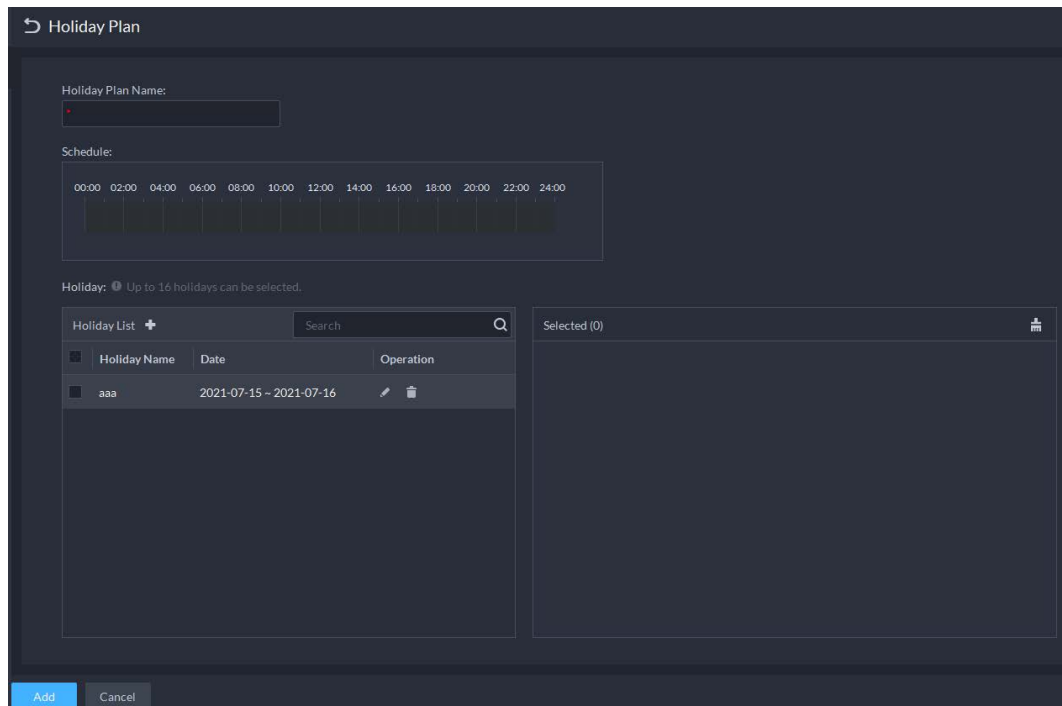 Holiday Plan
Holiday Plan Name:
*
Schedule:
00:00 02:00 04:00 06:00 08:00 10:00 12:00 14:00 16:00 18:00 20:00 22:00 24:00
Holiday: Up to 16 holidays can be selected.
Holiday List Search
Selected (0)
Holiday Name Date Operation
aaa 2021-07-15 ~ 2021-07-16
Add Cancel